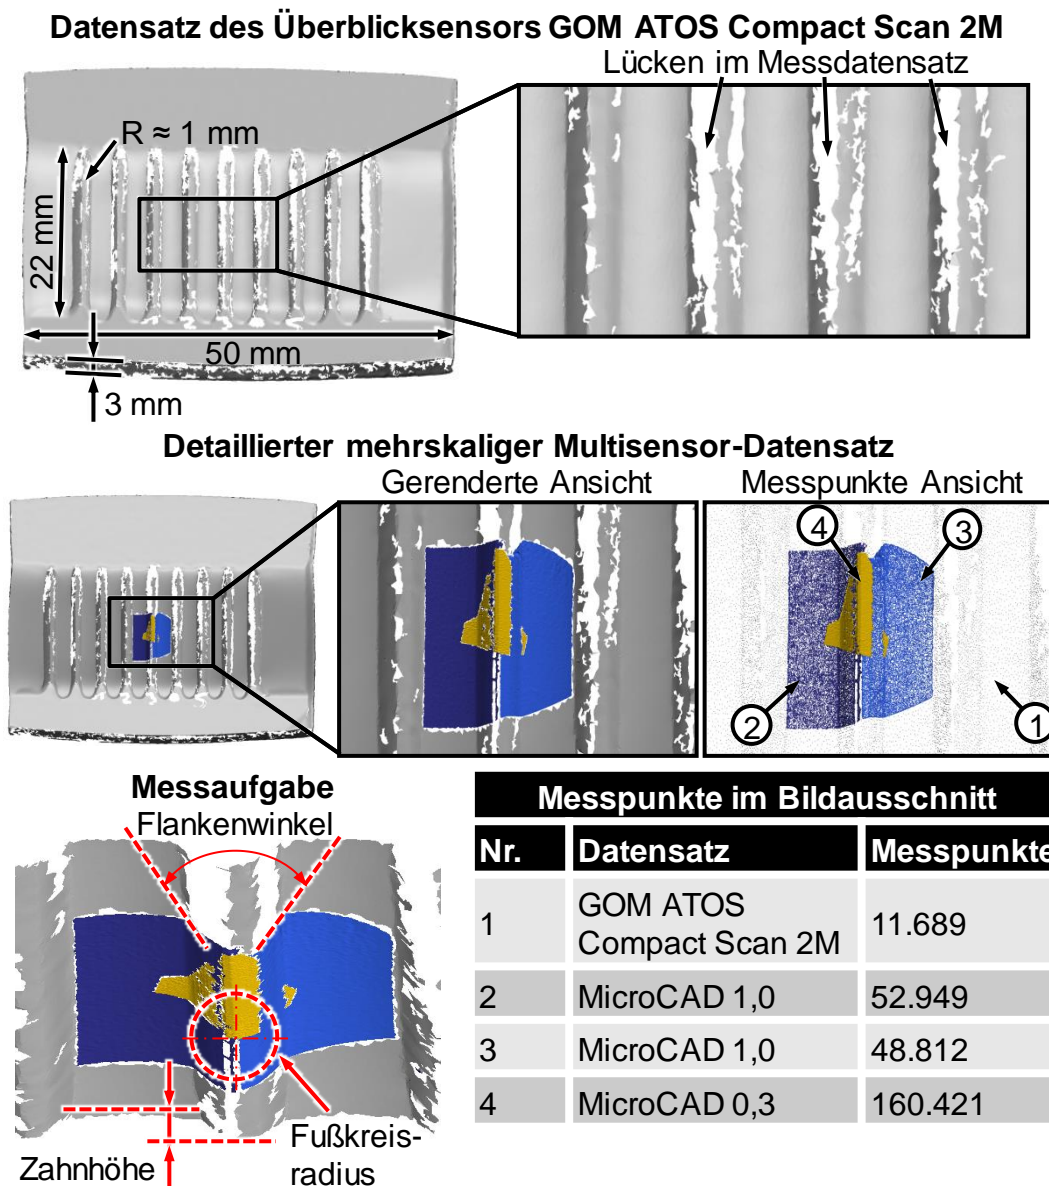 Datensatz des Überblicksensors GOM ATOS Compact Scan 2M
Lücken im Messdatensatz
R ≈ 1 mm
22 mm
50 mm
3 mm
Detaillierter mehrskaliger Multisensor-Datensatz
Gerenderte Ansicht
Messpunkte Ansicht
4
3
2
1
Messaufgabe
Flankenwinkel
Zahnhöhe
Fußkreis-
radius
Messpunkte im Bildausschnitt
Nr. Datensatz Messpunkte
1 GOM ATOS
Compact Scan 2M 11.689
2 MicroCAD 1,0 52.949
3 MicroCAD 1,0 48.812
4 MicroCAD 0,3 160.421